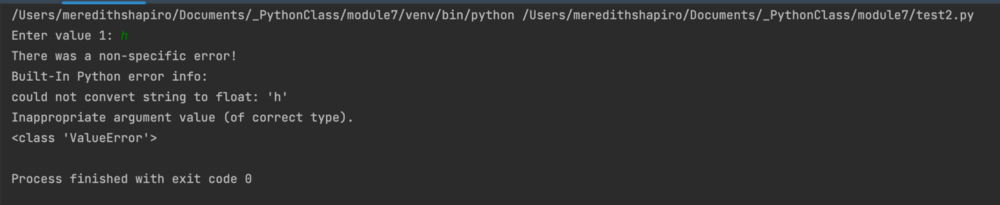 /Users/meredithshapiro/Documents/_PythonClass/module7/venv/bin/python /Users/meredithshapiro/Documents/_PythonClass/module7/test2.py
Enter value 1: h
There was a non-specific error!
Built-In Python error info:
could not convert string to float: 'h'
Inappropriate argument value (of correct type).
<class 'ValueError'>
Process finished with exit code 0